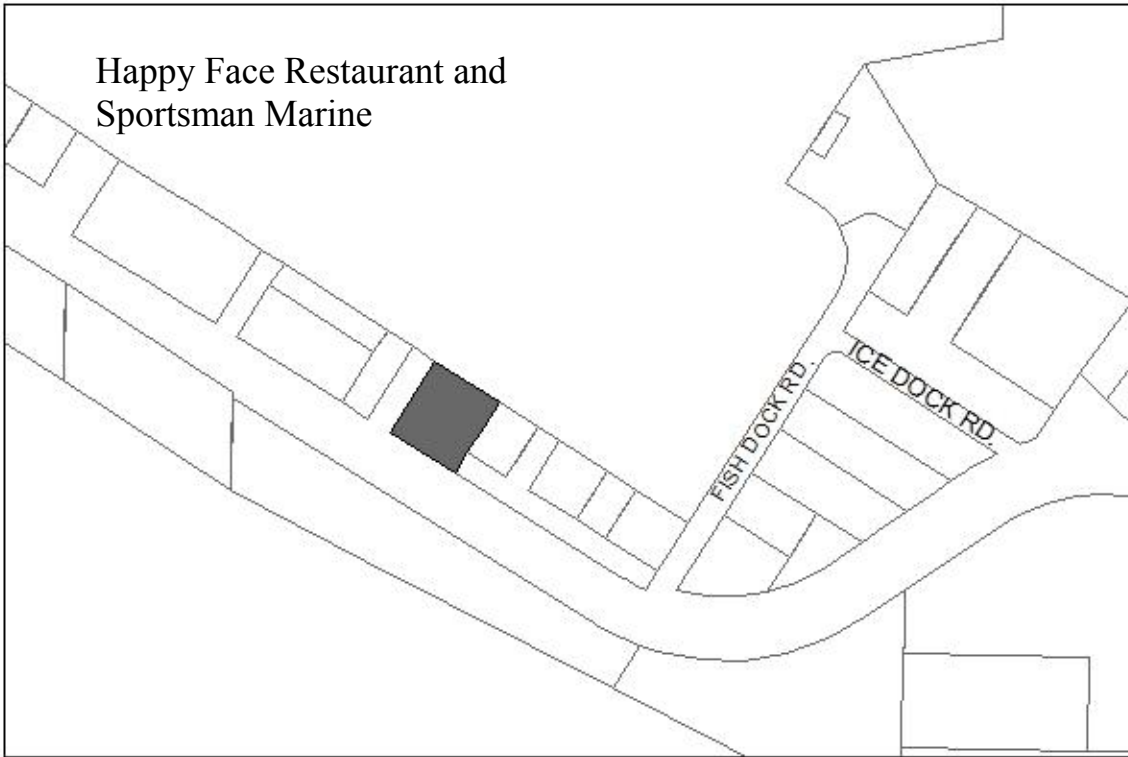 Happy Face Restaurant and
Sportsman Marine
ICE DOCK RD.
FISH DOCK RD.